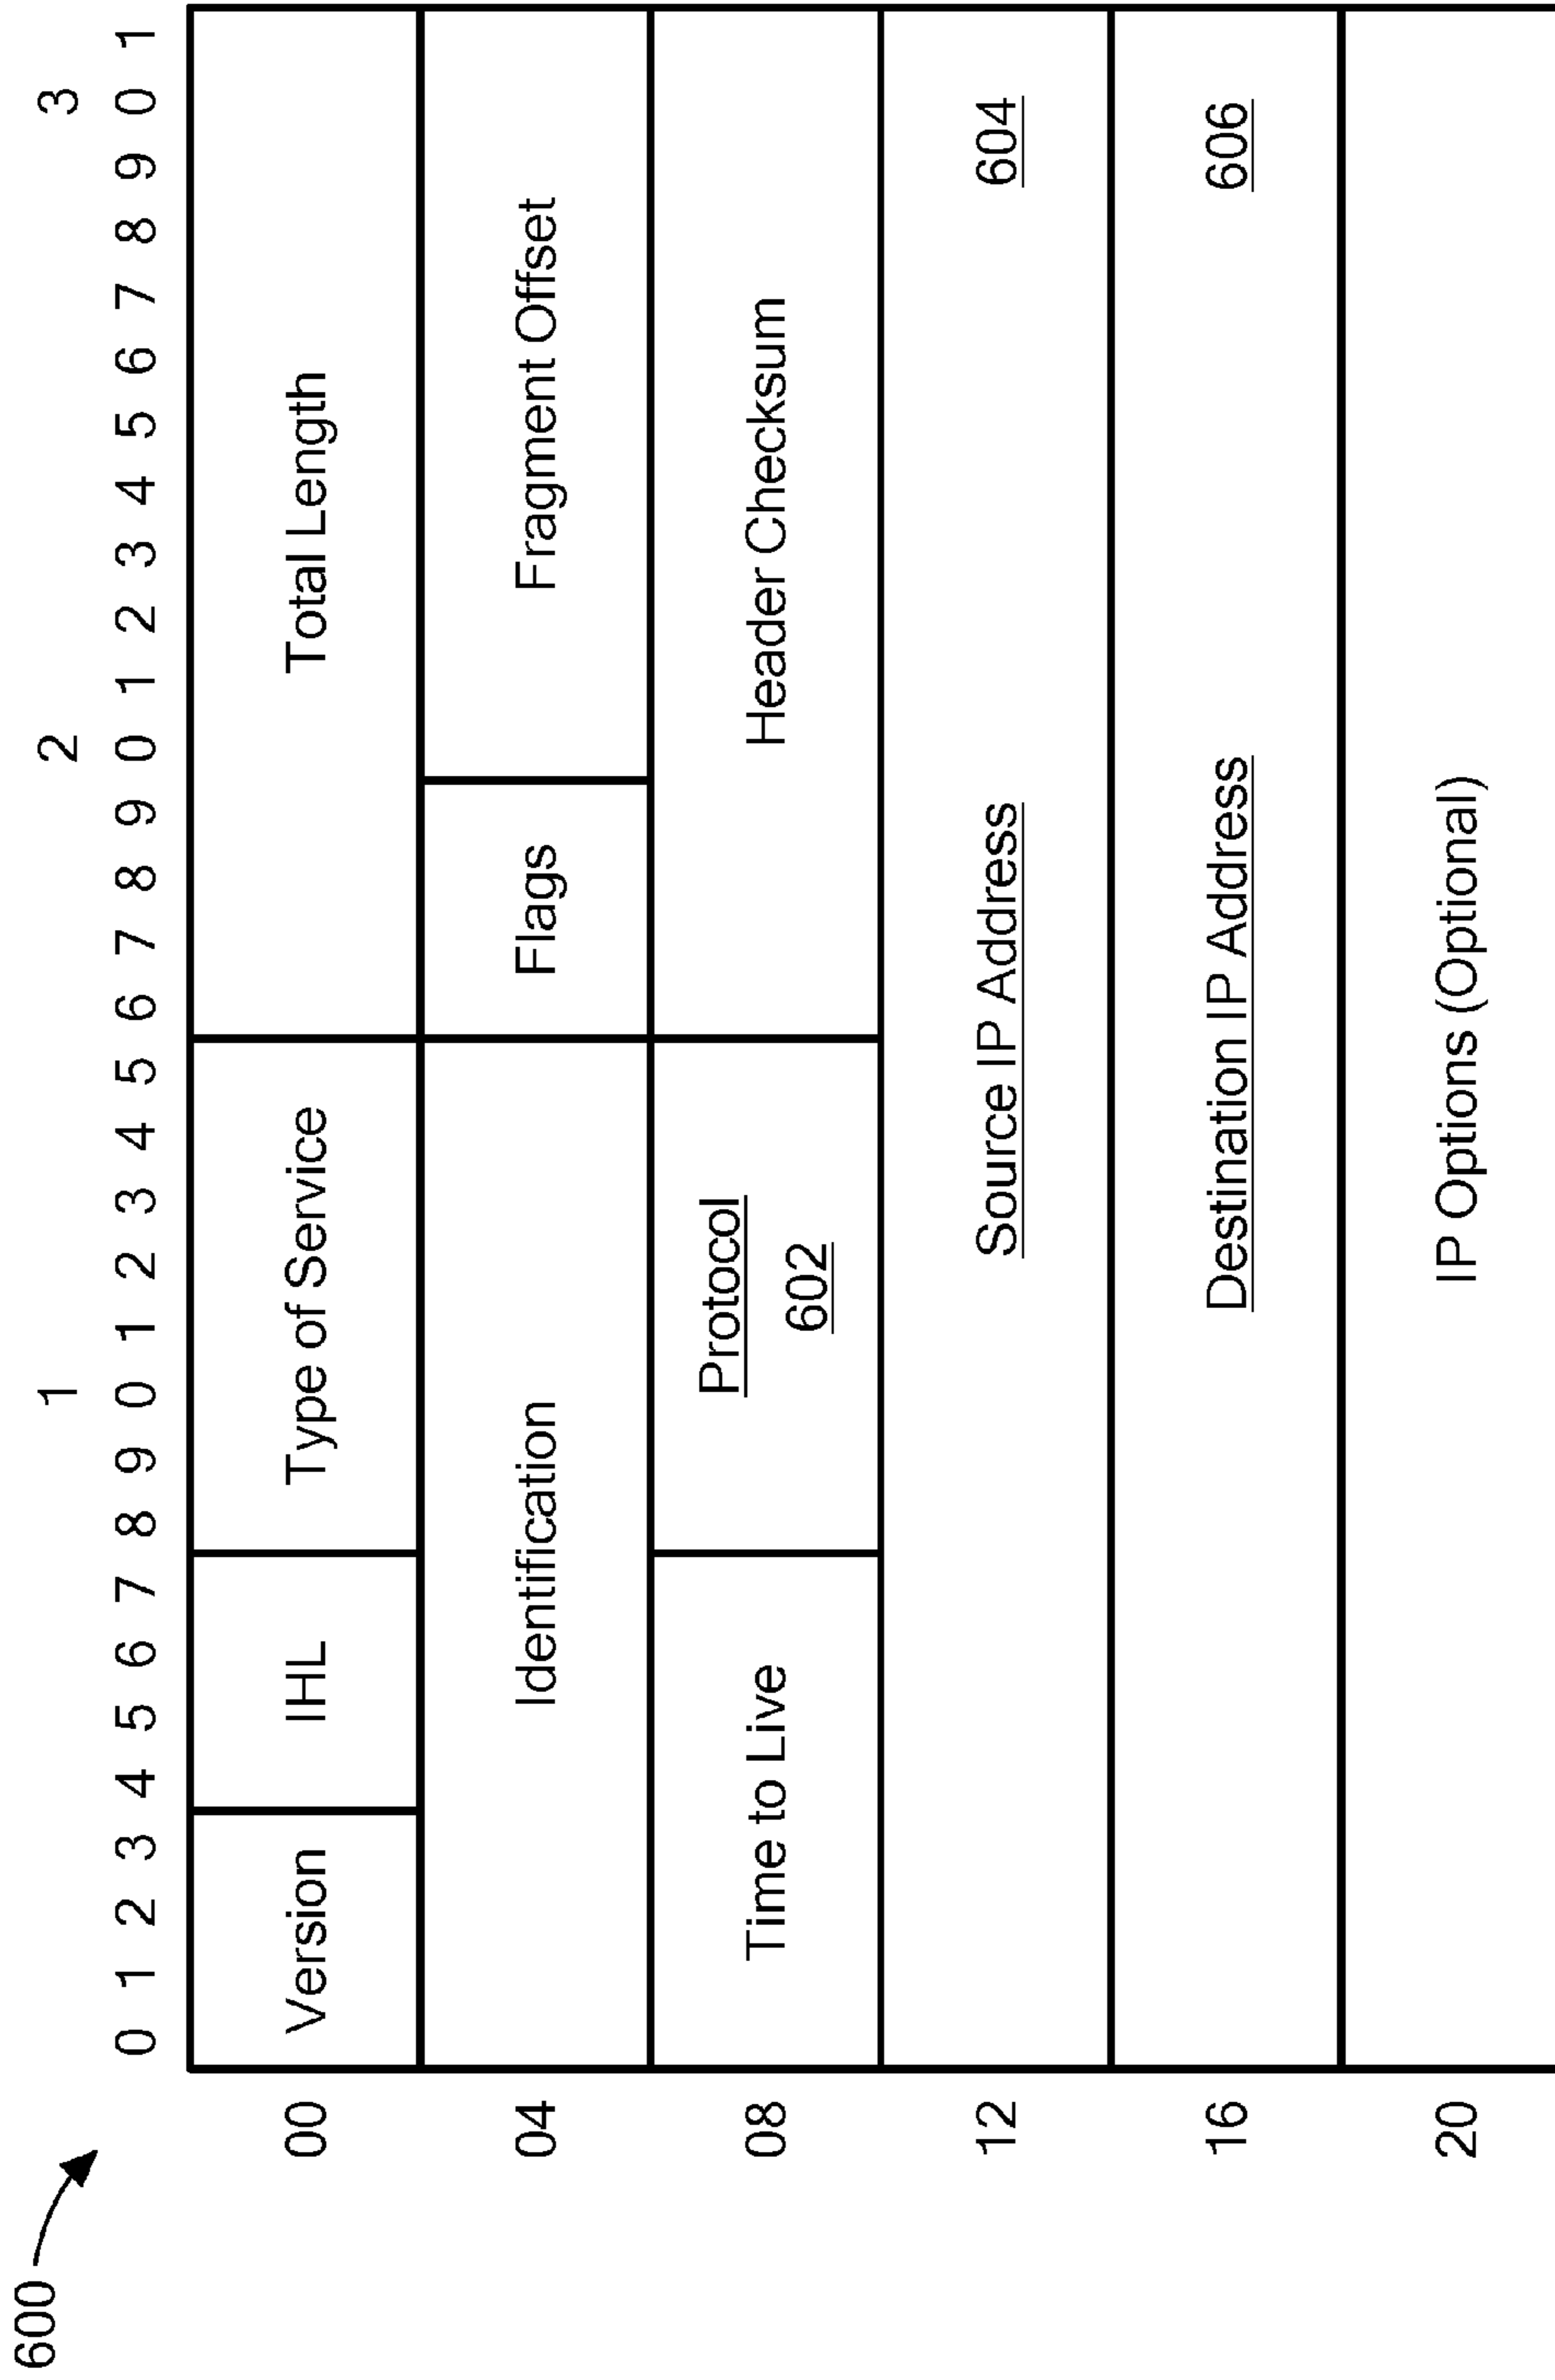 600
1 2 3
0 1 2 3 4 5 6 7 8 9 0 1 2 3 4 5 6 7 8 9 0 1 2 3 4 5 6 7 8 9 0 1
00 Version IHL Type of Service Total Length
04 Identification Flags Fragment Offset
08 Time to Live Protocol 602 Header Checksum
12 Source IP Address 604
16 Destination IP Address 606
20 IP Options (Optional)